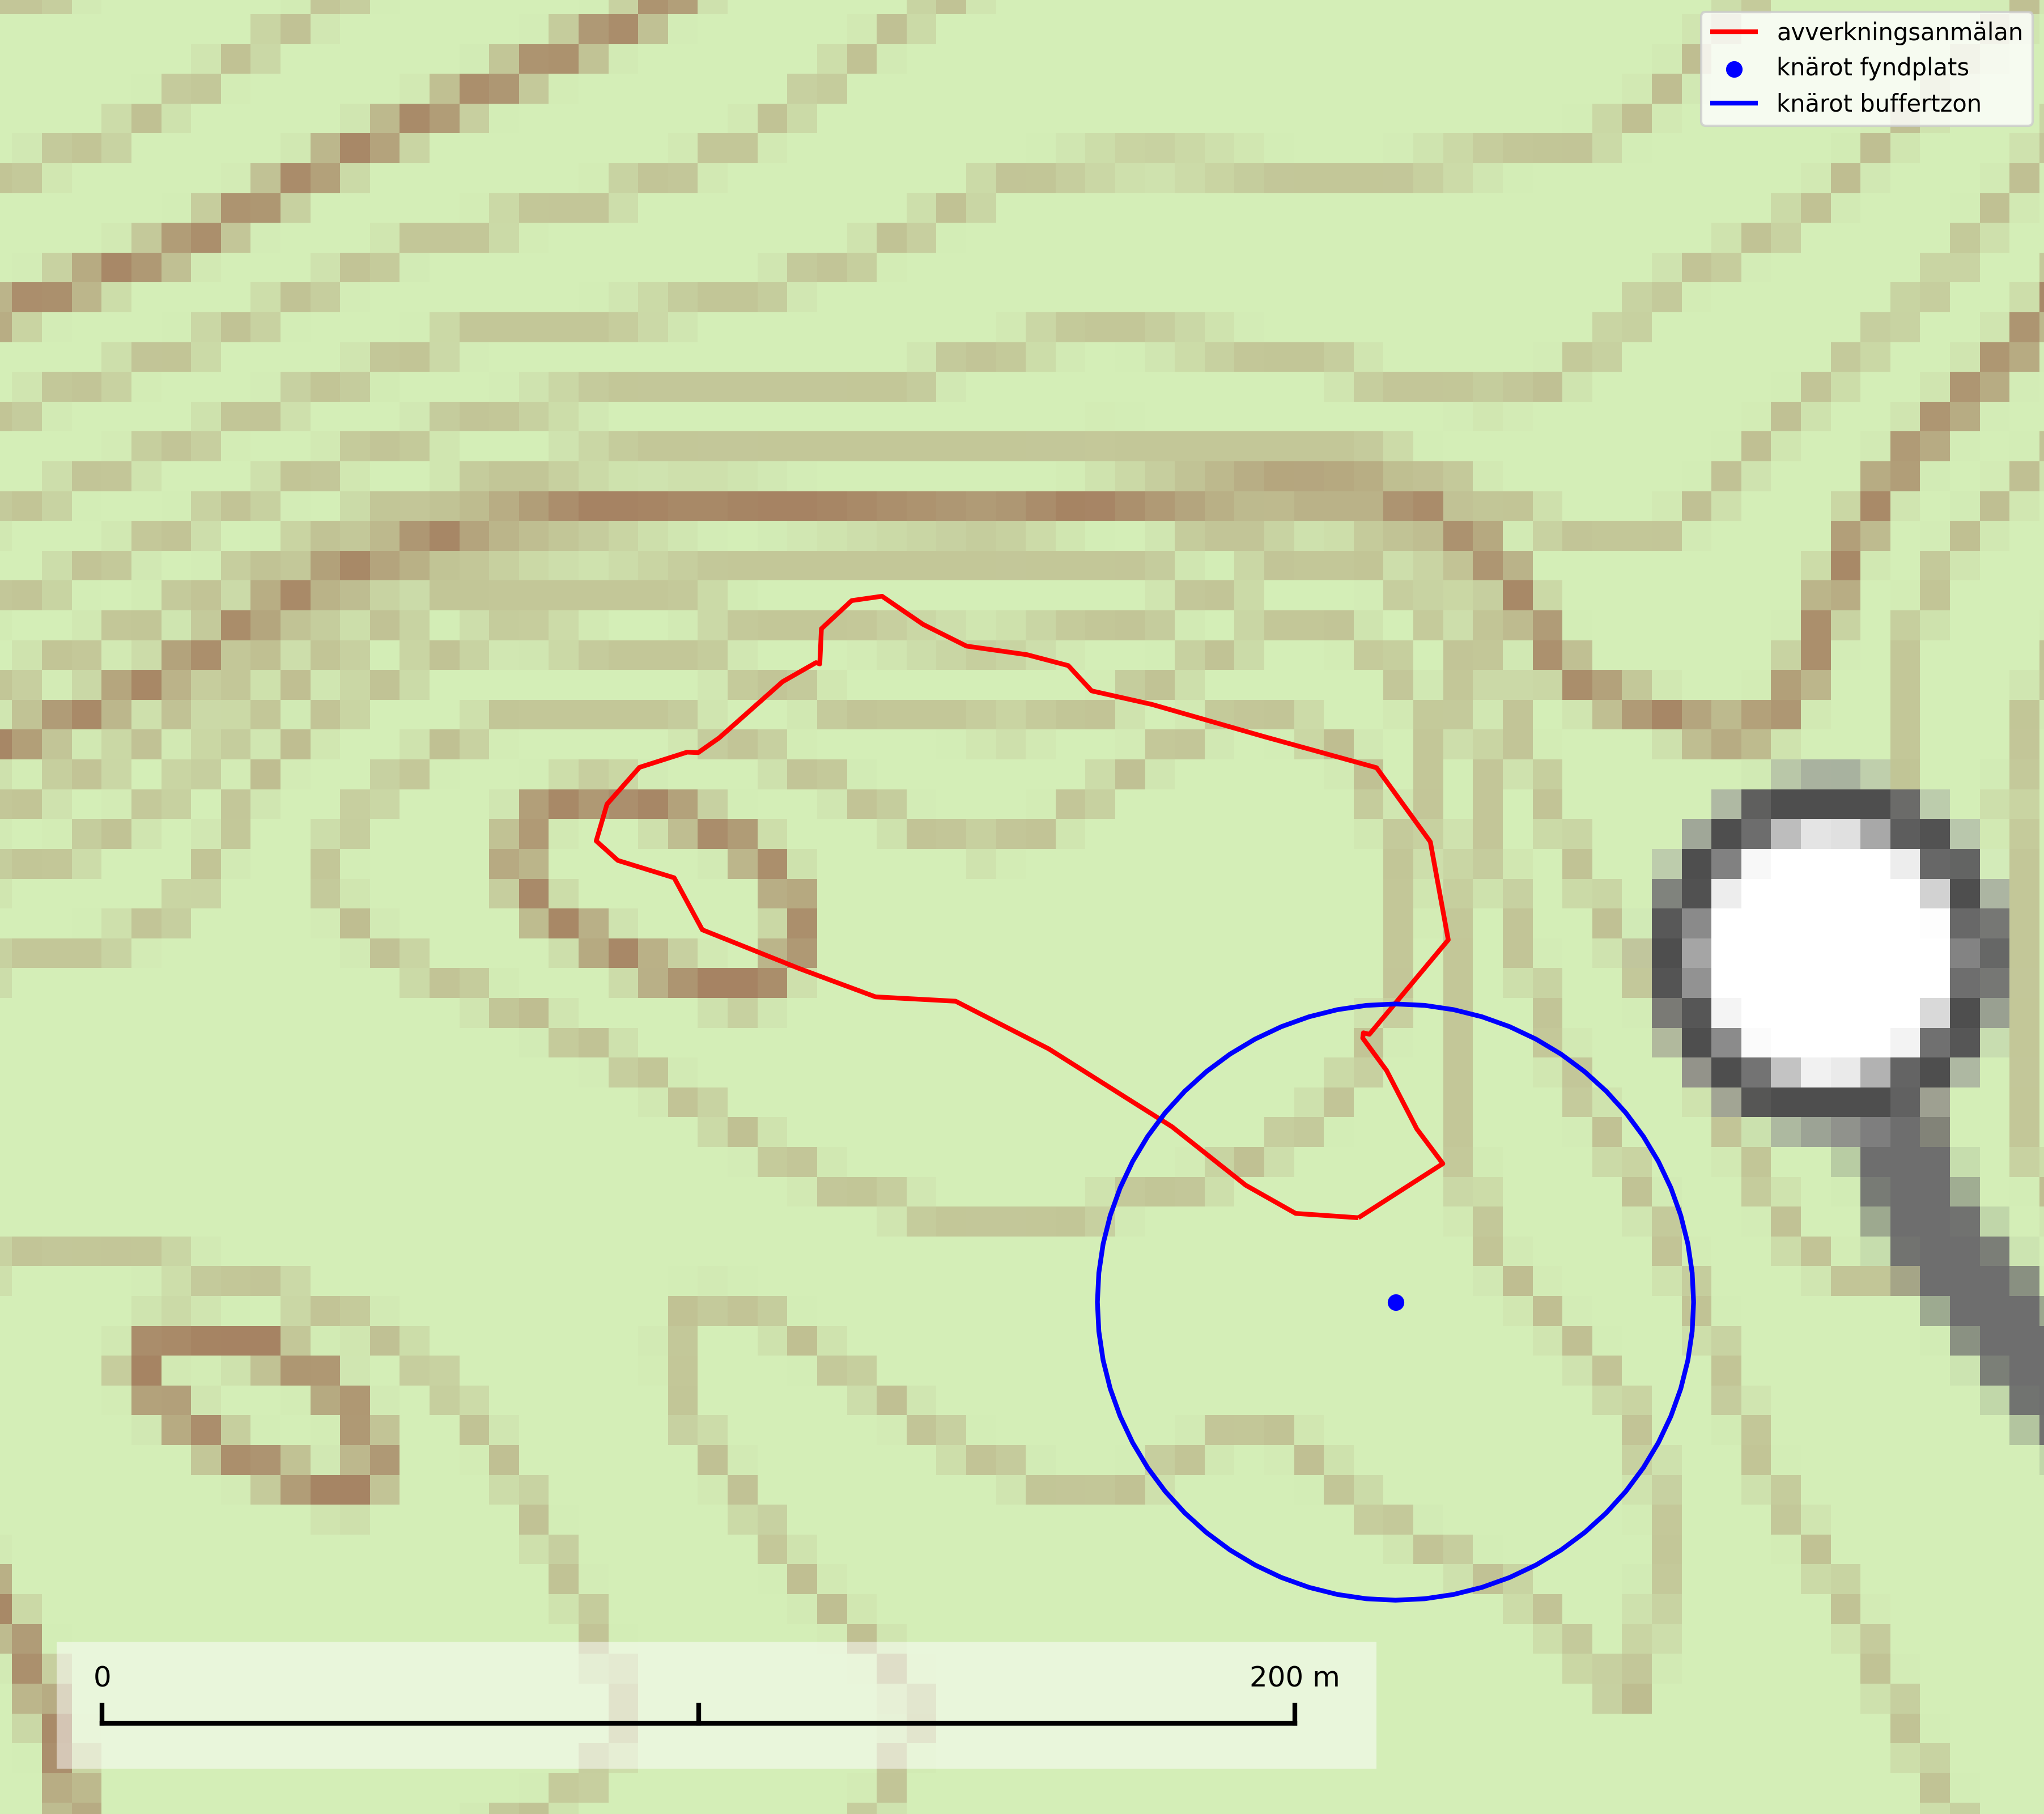 avverkningsanmälan
knärot fyndplats
knärot buffertzon
0
200 m